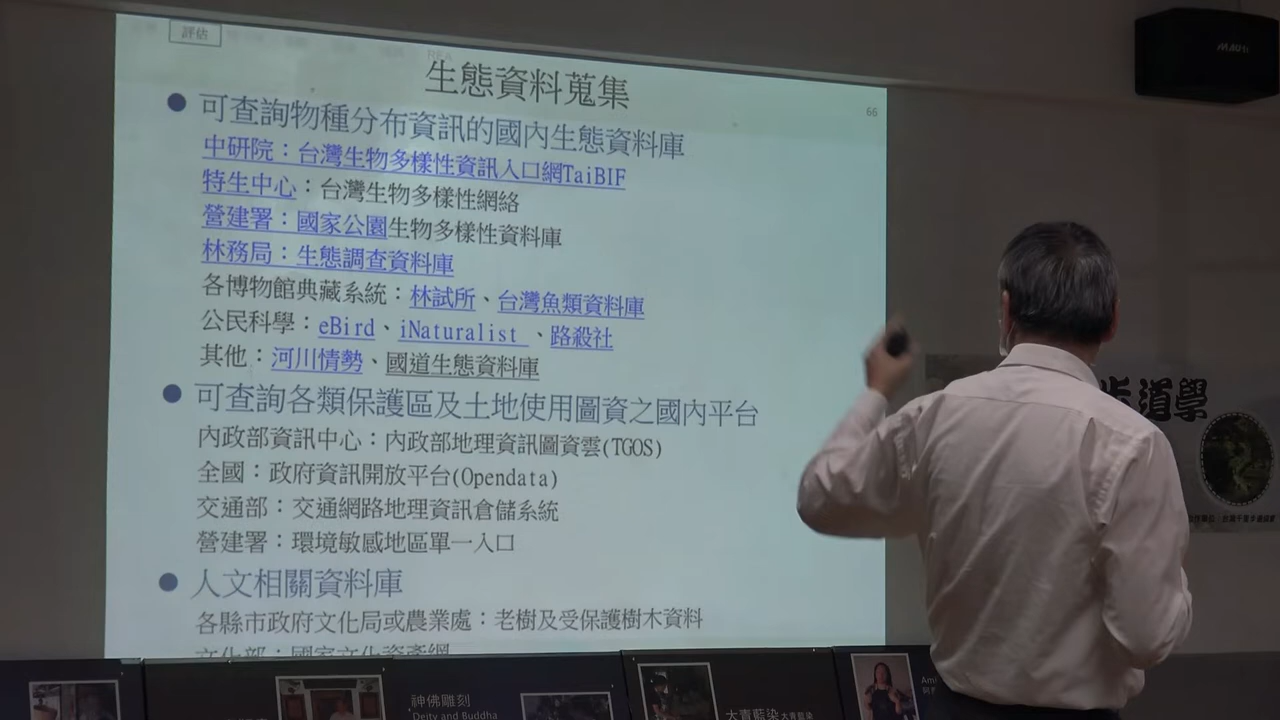 評估
生態資料蒐集
66
● 可查詢物種分布資訊的國內生態資料庫
中研院：台灣生物多樣性資訊入口網TaiBIF
特生中心：台灣生物多樣性網絡
營建署：國家公園生物多樣性資料庫
林務局：生態調查資料庫
各博物館典藏系統：林試所、台灣魚類資料庫
公民科學：eBird、iNaturalist 、路殺社
其他：河川情勢、國道生態資料庫
● 可查詢各類保護區及土地使用圖資之國內平台
內政部資訊中心：內政部地理資訊圖資雲(TGOS)
全國：政府資訊開放平台(Opendata)
交通部：交通網路地理資訊倉儲系統
營建署：環境敏感地區單一入口
● 人文相關資料庫
各縣市政府文化局或農業處：老樹及受保護樹木資料
文化部：國家文化資產網
步道學
神佛雕刻
Deity and Buddha
大青藍染
Ami